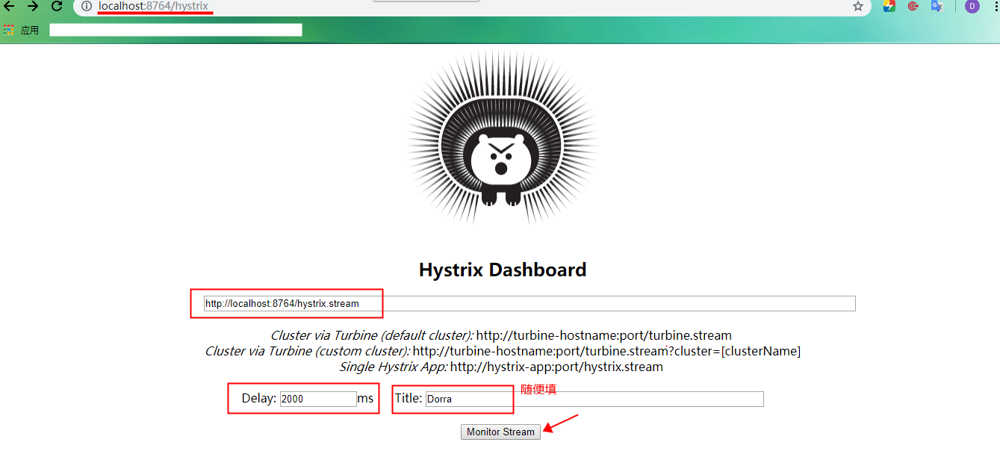 localhost:8764/hystrix
D
应用
Hystrix Dashboard
http://localhost:8764/hystrix.stream
Cluster via Turbine (default cluster): http://turbine-hostname:port/turbine.stream
Cluster via Turbine (custom cluster): http://turbine-hostname:port/turbine.stream?cluster=[clusterName]
Single Hystrix App: http://hystrix-app:port/hystrix.stream
Delay: 2000 ms Title: Dorra 随便填
Monitor Stream